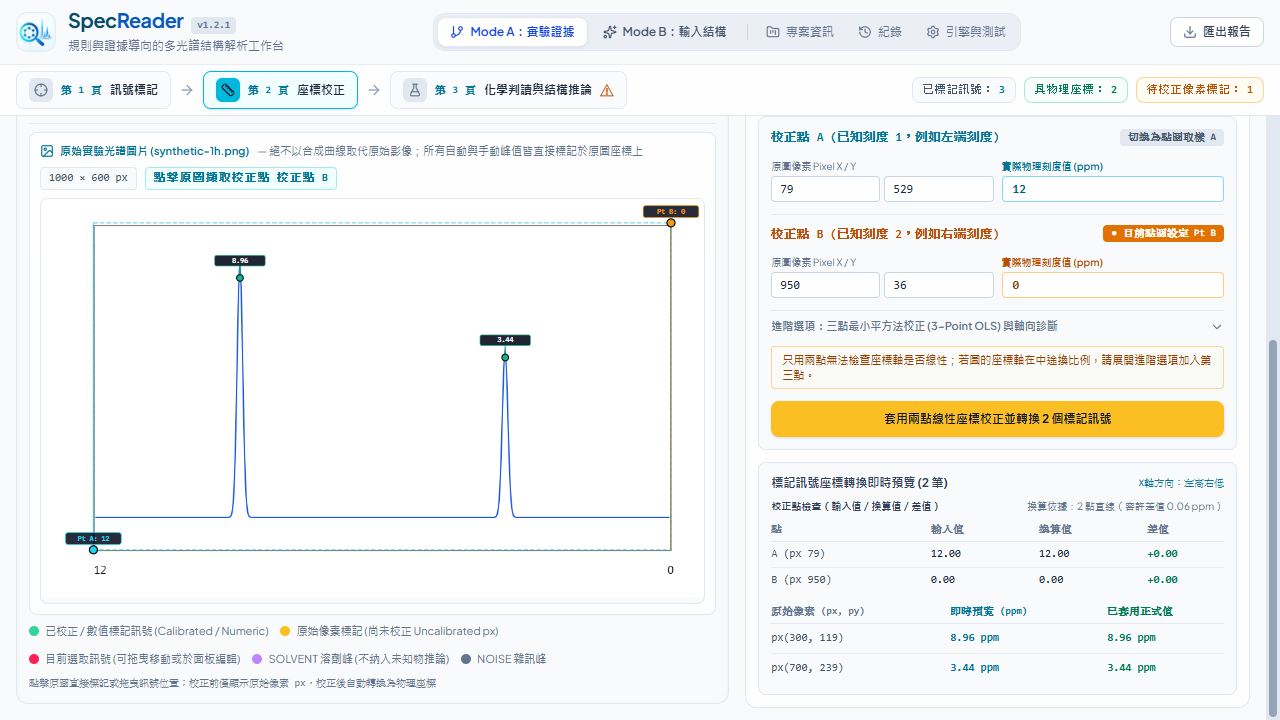 SpecReader v1.2.1
規則與證據導向的多光譜結構解析工作台
Mode A：實驗證據
Mode B：輸入結構
專案資訊
紀錄
引擎與測試
匯出報告
第 1 頁 訊號標記
第 2 頁 座標校正
第 3 頁 化學判讀與結構推論
已標記訊號： 3
具物理座標： 2
待校正像素標記： 1
原始實驗光譜圖片 (synthetic-1h.png) — 絕不以合成曲線取代原始影像；所有自動與手動峰值皆直接標記於原圖座標上
1000 × 600 px
點擊原圖擷取校正點 校正點 B
Pt B: 0
8.96
3.44
Pt A: 12
12
0
已校正 / 數值標記訊號 (Calibrated / Numeric)
原始像素標記 (尚未校正 Uncalibrated px)
目前選取訊號 (可拖曳移動或於面板編輯)
SOLVENT 溶劑峰 (不納入未知物推論)
NOISE 雜訊峰
點擊原圖直接標記或拖曳訊號位置；校正前僅顯示原始像素 px，校正後自動轉換為物理座標
校正點 A (已知刻度 1，例如左端刻度)
切換為點圖取樣 A
原圖像素 Pixel X / Y
實際物理刻度值 (ppm)
79
529
12
校正點 B (已知刻度 2，例如右端刻度)
● 目前點圖設定 Pt B
原圖像素 Pixel X / Y
實際物理刻度值 (ppm)
950
36
0
進階選項：三點最小平方法校正 (3-Point OLS) 與軸向診斷
只用兩點無法檢查座標軸是否線性；若圖的座標軸在中途換比例，請展開進階選項加入第
三點。
套用兩點線性座標校正並轉換 2 個標記訊號
標記訊號座標轉換即時預覽 (2 筆)
X軸方向：左高右低
校正點檢查（輸入值 / 換算值 / 差值）
換算依據：2 點直線（容許差值 0.06 ppm）
點 輸入值 換算值 差值
A (px 79) 12.00 12.00 +0.00
B (px 950) 0.00 0.00 +0.00
原始像素 (px, py) 即時預覽 (ppm) 已套用正式值
px(300, 119) 8.96 ppm 8.96 ppm
px(700, 239) 3.44 ppm 3.44 ppm